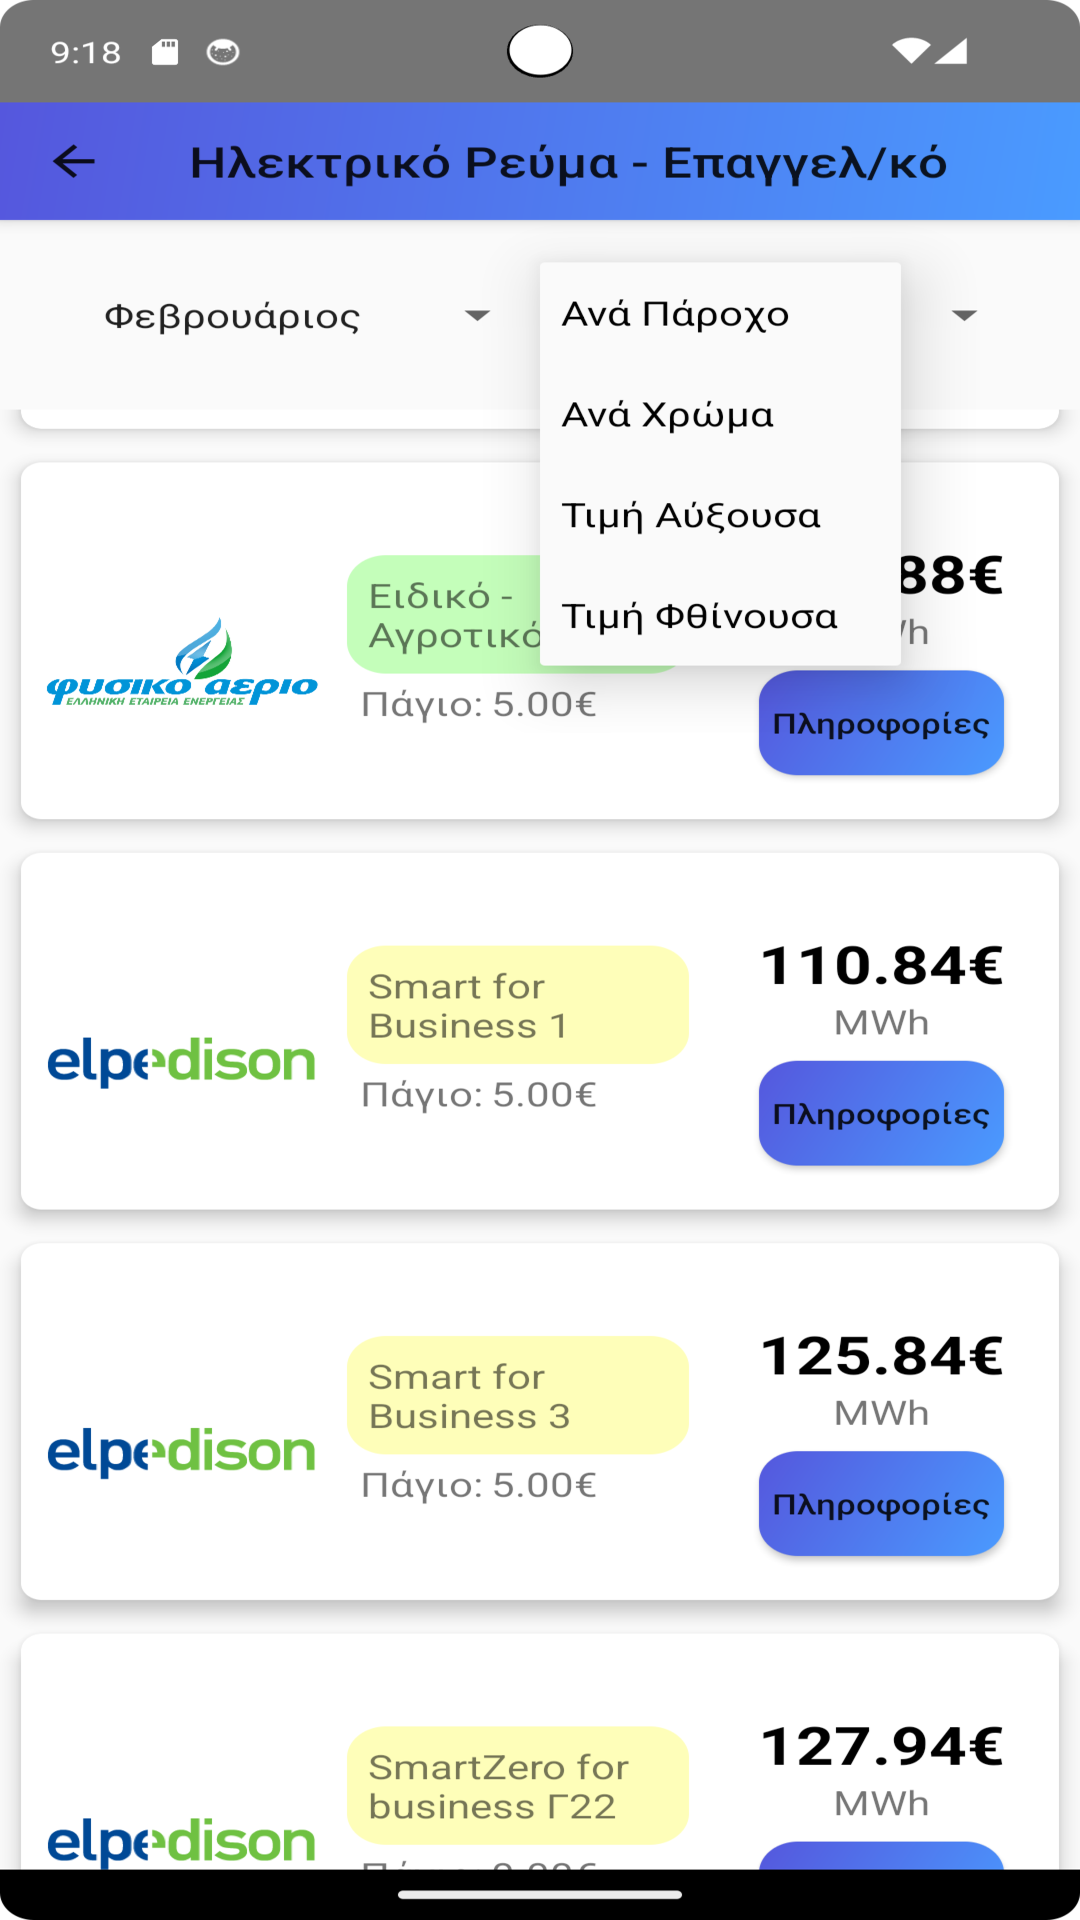 9:18
Ηλεκτρικό Ρεύμα - Επαγγελ/κό
Φεβρουάριος
Ανά Πάροχο
Ανά Χρώμα
Τιμή Αύξουσα
Τιμή Φθίνουσα
φυσικό αέριο
ΕΛΛΗΝΙΚΗ ΕΤΑΙΡΕΙΑ ΕΝΕΡΓΕΙΑΣ
Ειδικό -
Αγροτικό
Πάγιο: 5.00€
88€
Πληροφορίες
elpedison
Smart for
Business 1
Πάγιο: 5.00€
110.84€
MWh
Πληροφορίες
elpedison
Smart for
Business 3
Πάγιο: 5.00€
125.84€
MWh
Πληροφορίες
elpedison
SmartZero for
business Γ22
127.94€
MWh